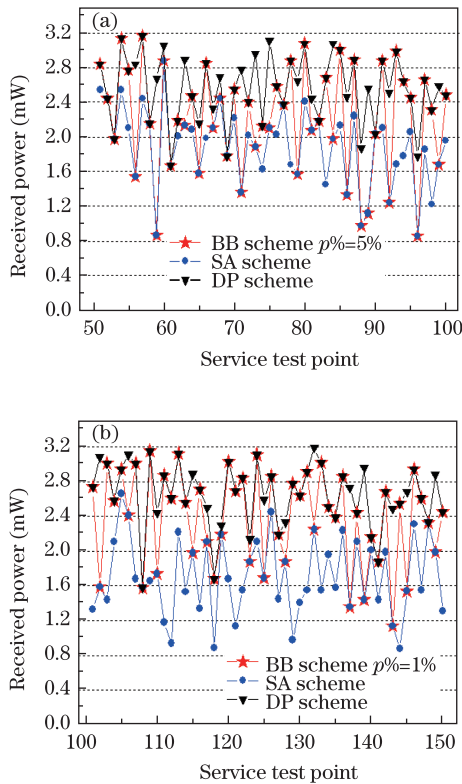 (a)
3.2
2.8
2.4
2.0
1.6
1.2
0.8
0.4
0.0
Received power (mW)
BB scheme p%=5%
SA scheme
DP scheme
50 60 70 80 90 100
Service test point
(b)
3.2
2.8
2.4
2.0
1.6
1.2
0.8
0.4
0.0
Received power (mW)
BB scheme p%=1%
SA scheme
DP scheme
100 110 120 130 140 150
Service test point